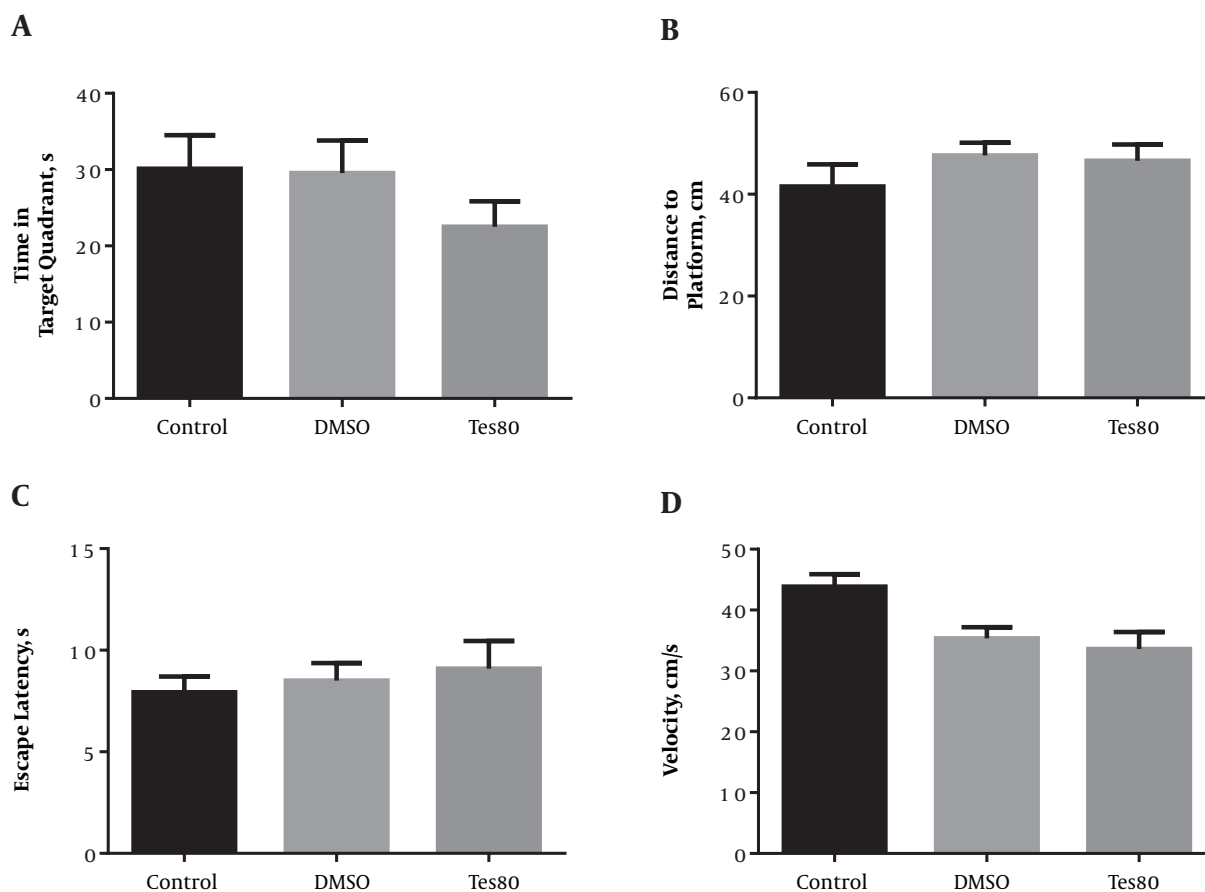 A
Time in
Target Quadrant, s
40
30
20
10
0
Control DMSO Tes80
B
Distance to
Platform, cm
60
40
20
0
Control DMSO Tes80
C
Escape Latency, s
15
10
5
0
Control DMSO Tes80
D
Velocity, cm/s
50
40
30
20
10
0
Control DMSO Tes80